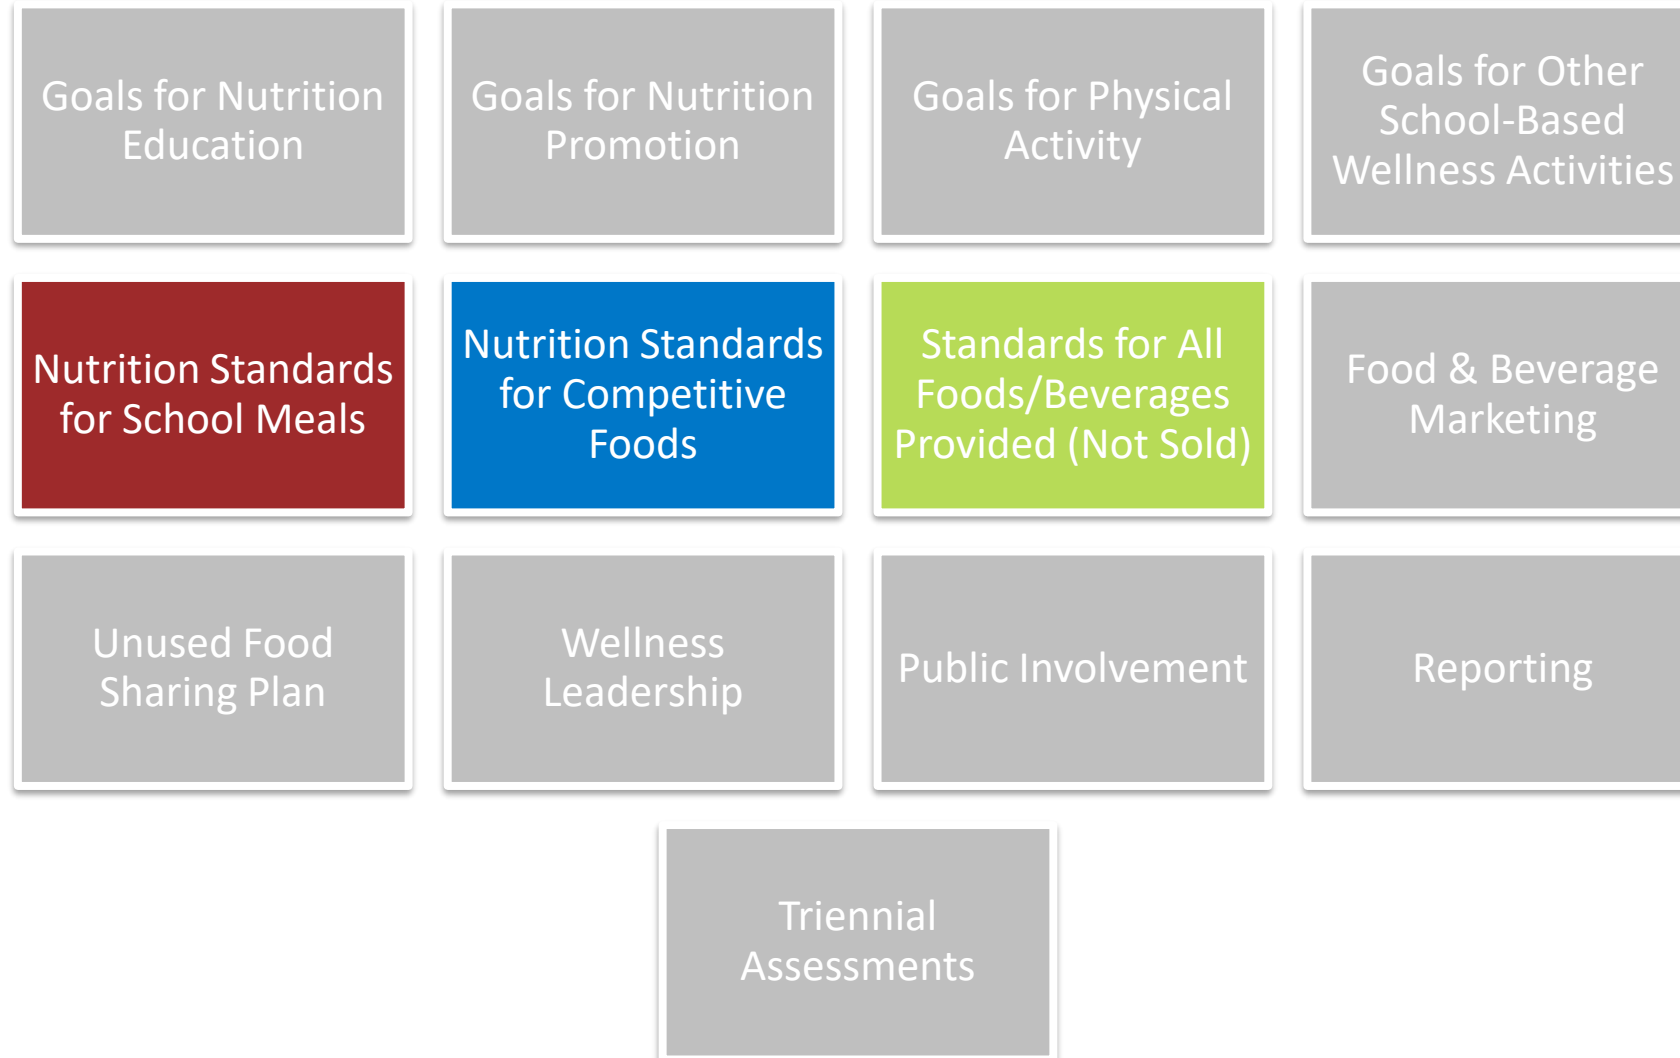 Goals for Nutrition
Education
Goals for Nutrition
Promotion
Goals for Physical
Activity
Goals for Other
School-Based
Wellness Activities
Nutrition Standards
for School Meals
Nutrition Standards
for Competitive
Foods
Standards for All
Foods/Beverages
Provided (Not Sold)
Food & Beverage
Marketing
Unused Food
Sharing Plan
Wellness
Leadership
Public Involvement
Reporting
Triennial
Assessments